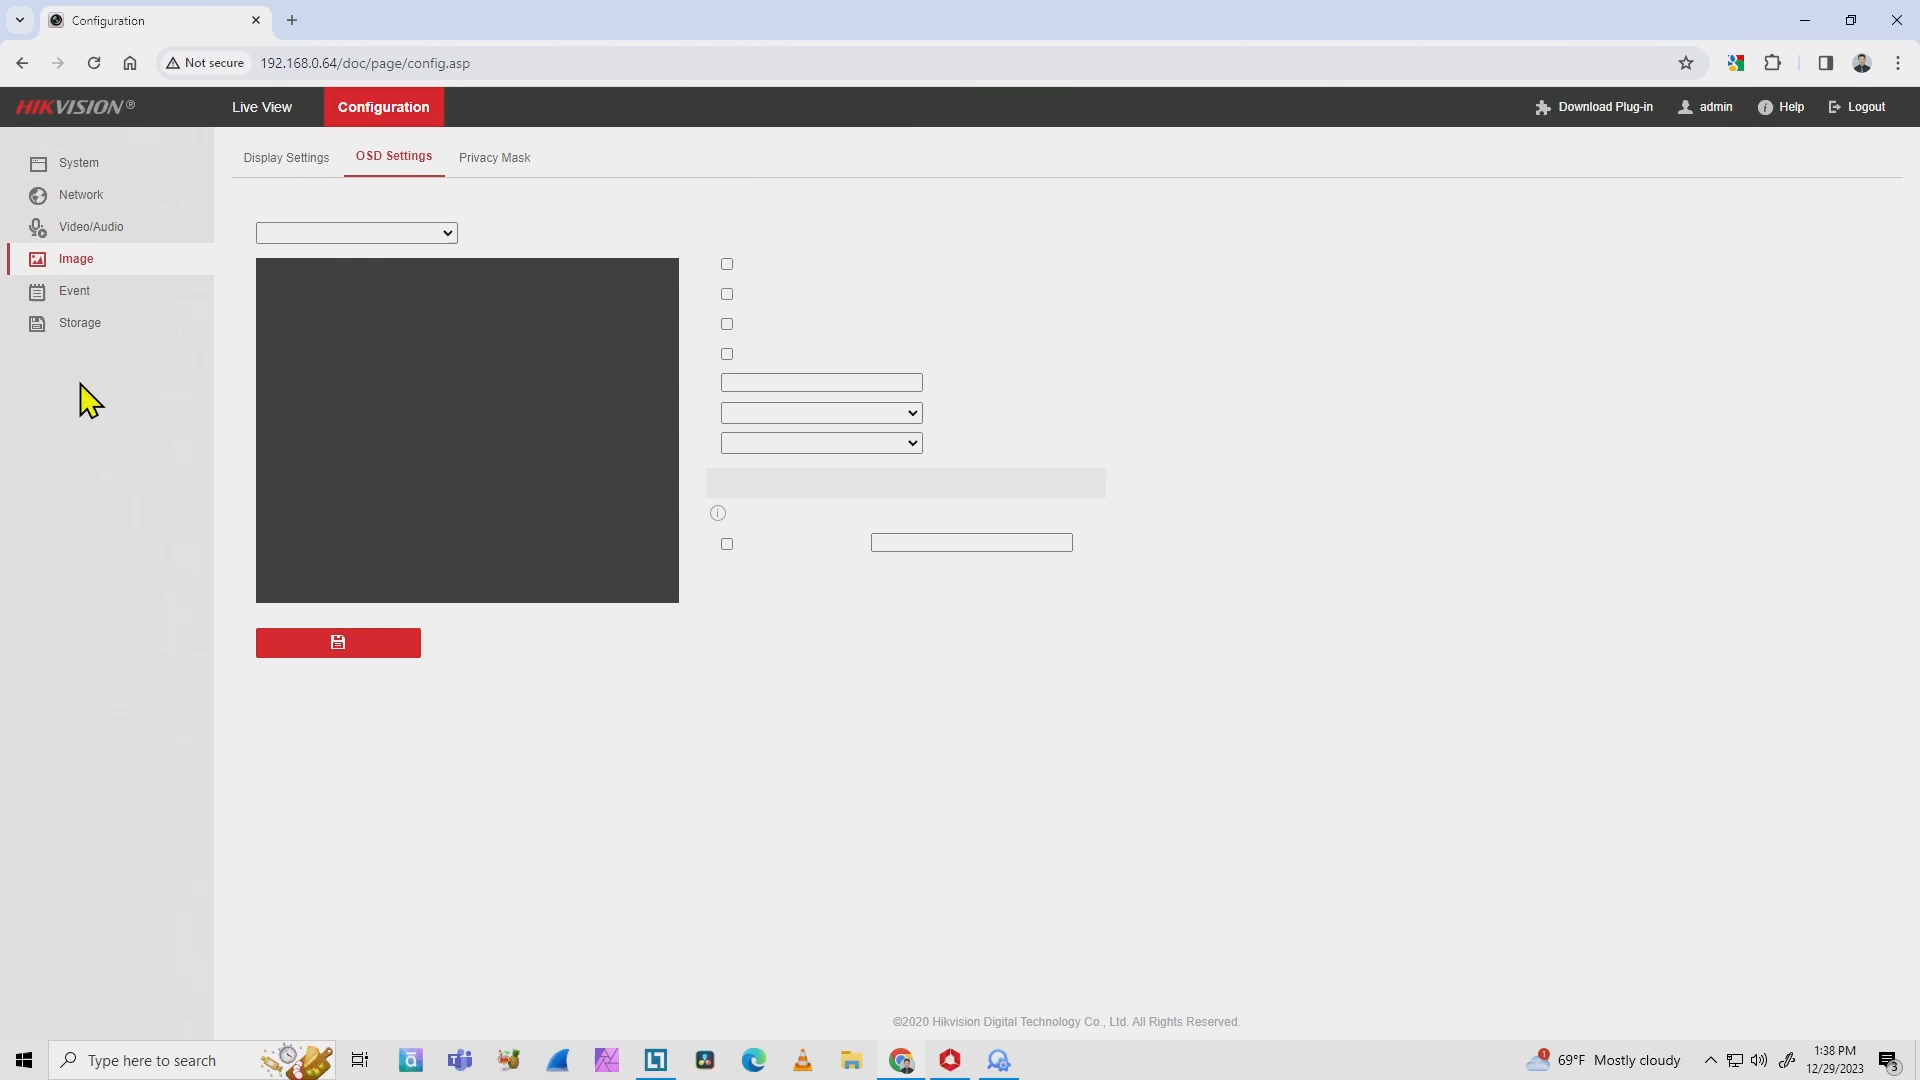 Configuration
Not secure
192.168.0.64/doc/page/config.asp
HIKVISION®
Live View
Configuration
Download Plug-in
admin
Help
Logout
System
Network
Video/Audio
Image
Event
Storage
Display Settings
OSD Settings
Privacy Mask
©2020 Hikvision Digital Technology Co., Ltd. All Rights Reserved.
Type here to search
1
69°F Mostly cloudy
1:38 PM
12/29/2023
3